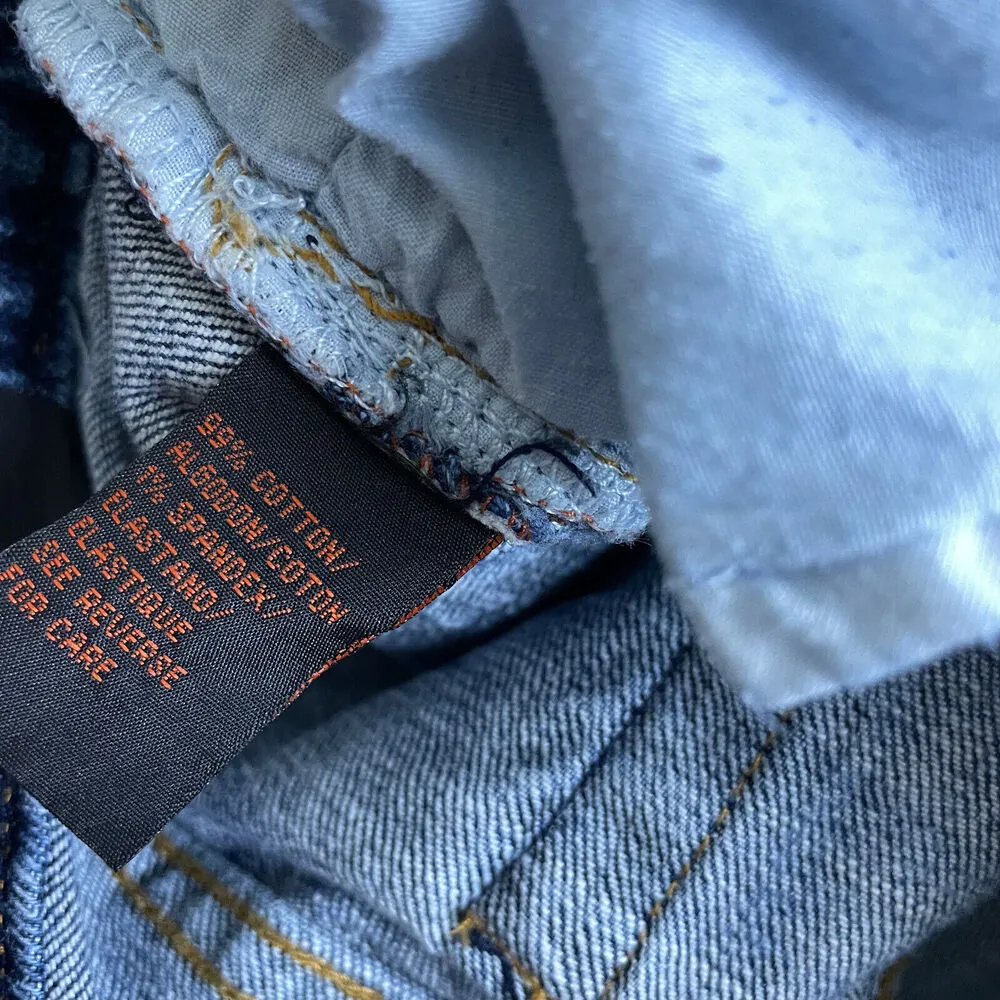 99% COTTON/
ALGODON/COTON
1% SPANDEX/
ELASTANO/
ELASTIQUE
SEE REVERSE
FOR CARE